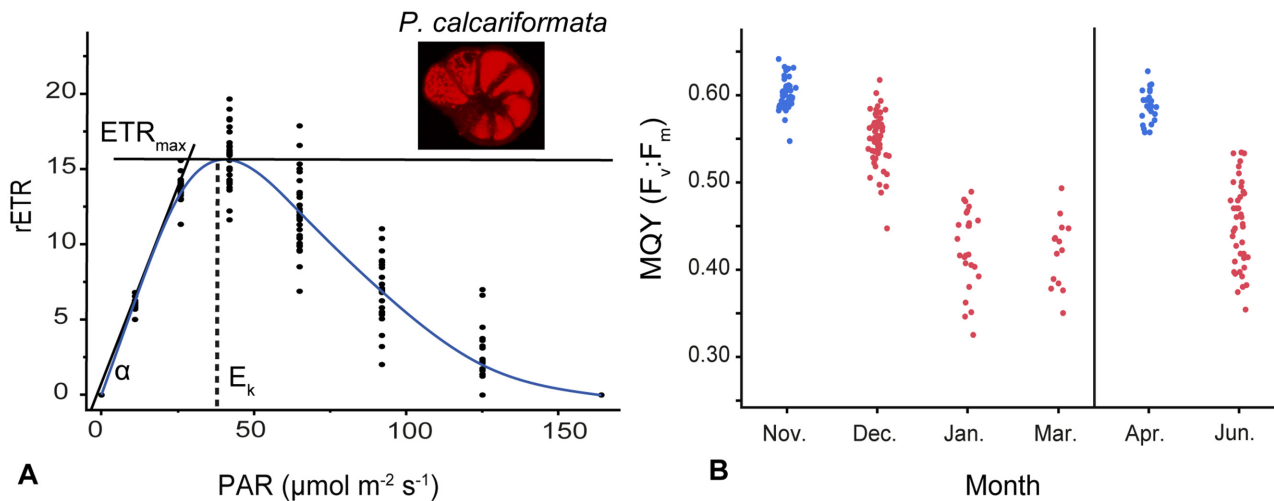 P. calcariformata
20
15
10
5
0
rETR
ETRmax
α
Ek
0
50
100
150
A
PAR (μmol m-2 s-1)
0.60
0.50
0.40
0.30
MQY (Fv:Fm)
Nov.
Dec.
Jan.
Mar.
Apr.
Jun.
B
Month